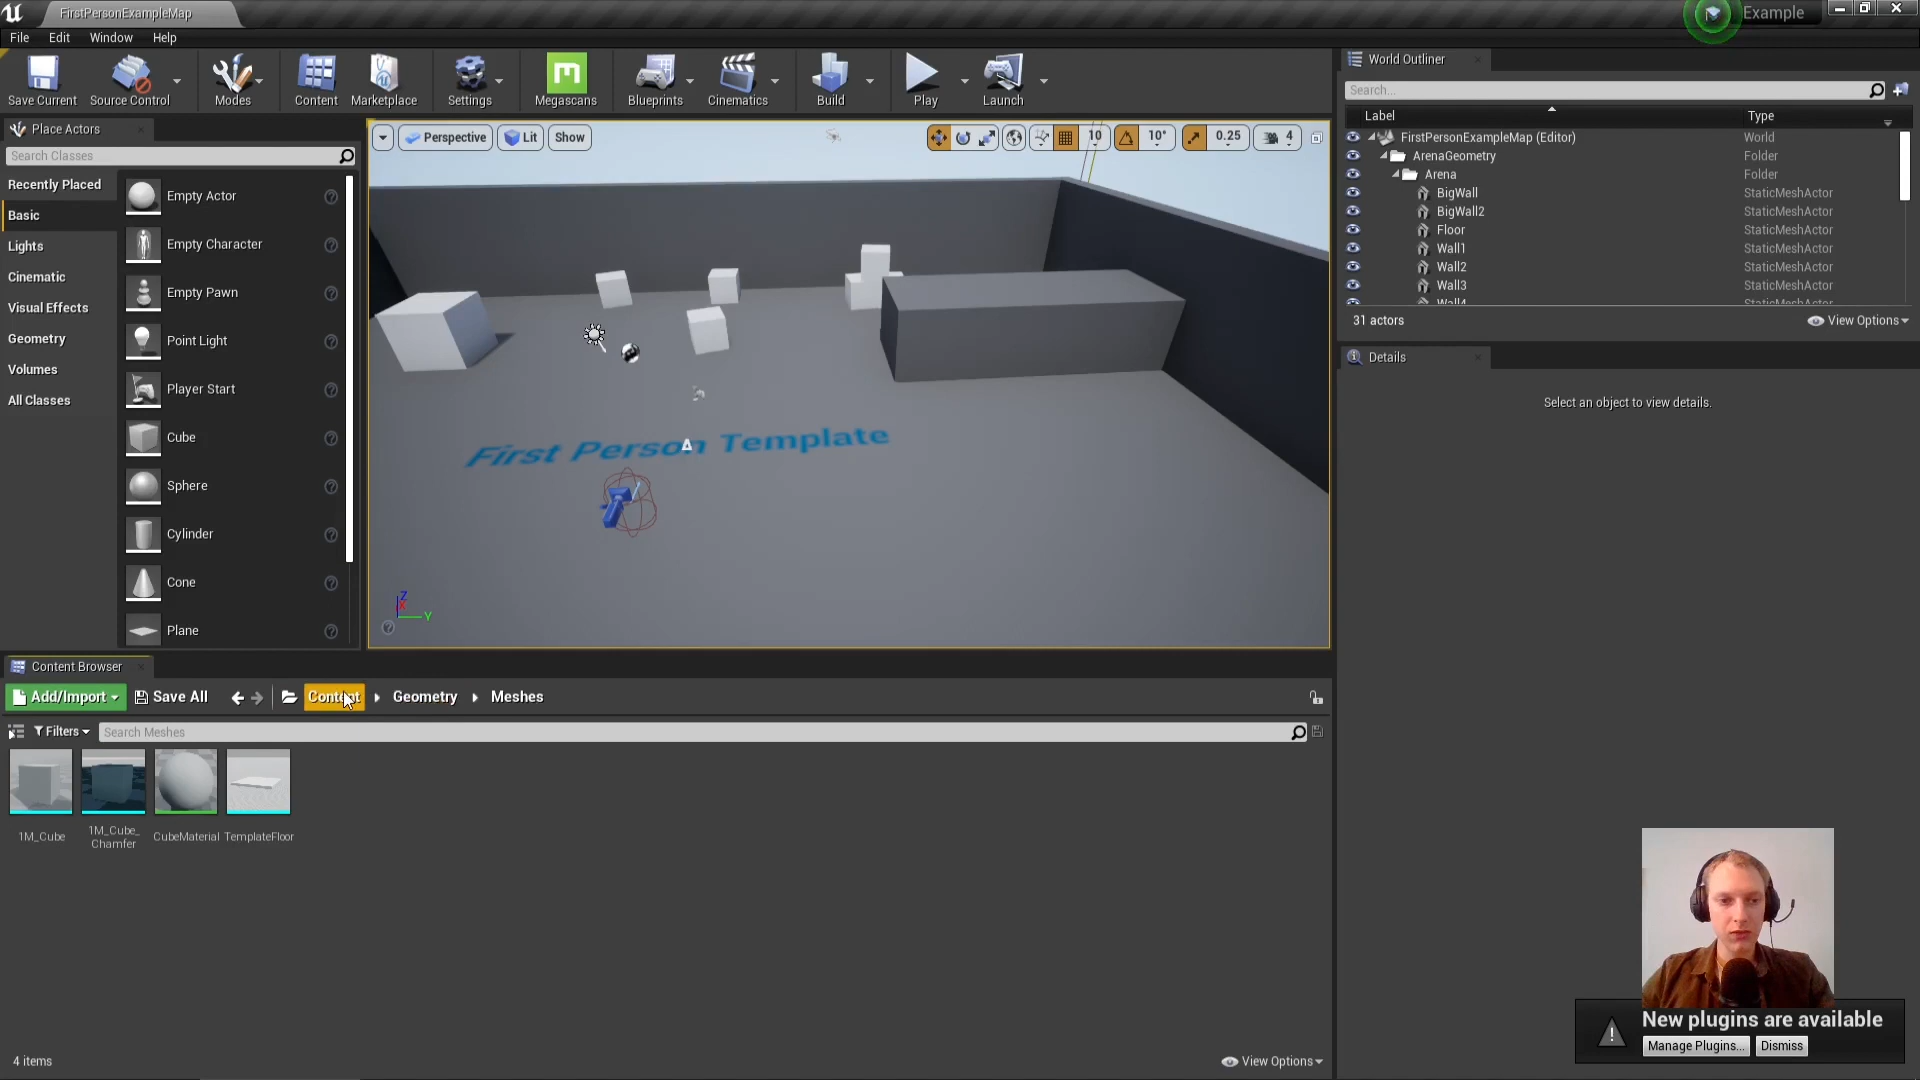 FirstPersonExampleMap
Example
File Edit Window Help
Save Current
Source Control
Modes
Content
Marketplace
Settings
Megascans
Blueprints
Cinematics
Build
Play
Launch
Place Actors
Search Classes
Recently Placed
Basic
Lights
Cinematic
Visual Effects
Geometry
Volumes
All Classes
Empty Actor
Empty Character
Empty Pawn
Point Light
Player Start
Cube
Sphere
Cylinder
Cone
Plane
Perspective
Lit
Show
10
10°
0.25
4
First Person Template
Z
X
Y
World Outliner
Search...
Label Type
FirstPersonExampleMap (Editor) World
ArenaGeometry Folder
Arena Folder
BigWall StaticMeshActor
BigWall2 StaticMeshActor
Floor StaticMeshActor
Wall1 StaticMeshActor
Wall2 StaticMeshActor
Wall3 StaticMeshActor
Wall4 StaticMeshActor
31 actors
View Options
Details
Select an object to view details.
Content Browser
Add/Import Save All Content Geometry Meshes
Filters Search Meshes
1M_Cube
1M_Cube_
Chamfer
CubeMaterial
TemplateFloor
4 items
View Options
New plugins are available
Manage Plugins... Dismiss